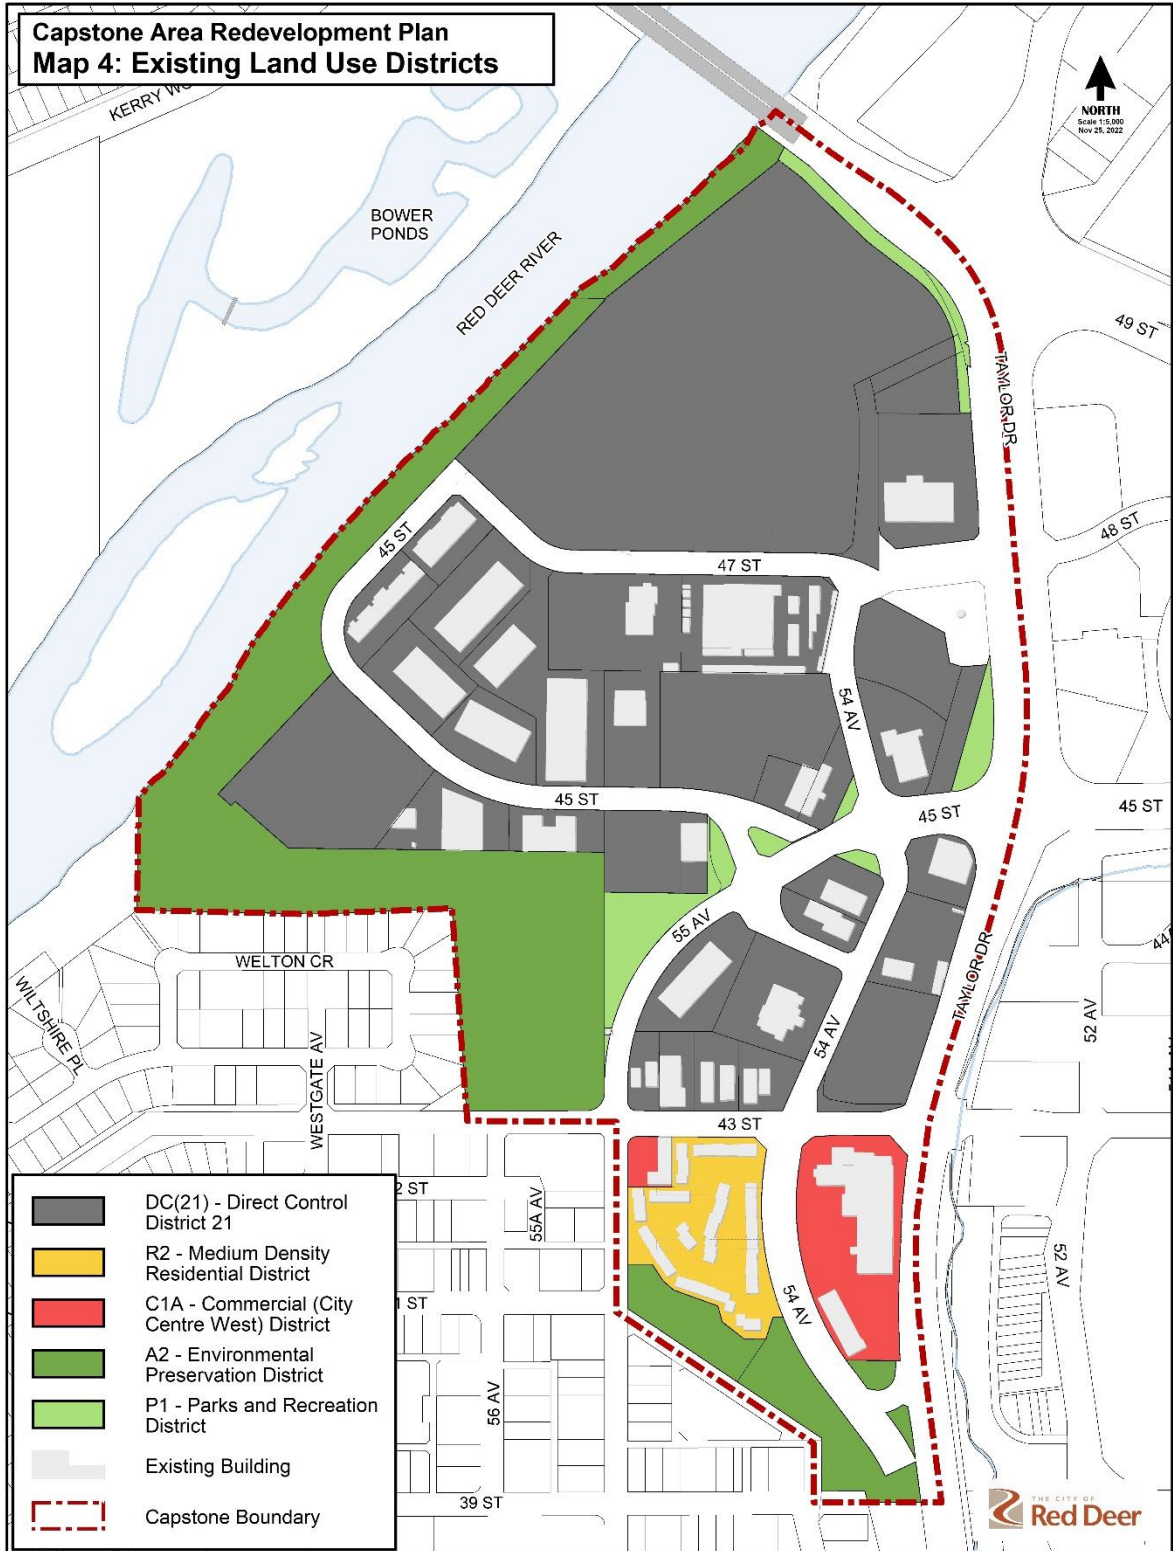 Capstone Area Redevelopment Plan
Map 4: Existing Land Use Districts
NORTH
Scale 1:5,000
Nov 25, 2022
KERRY
BOWER
PONDS
RED DEER RIVER
49 ST
TAYLOR DR
48 ST
45 ST
47 ST
54 AV
45 ST
45 ST
45 ST
55 AV
WELTON CR
WILTSHIRE PL
WESTGATE AV
TAYLOR DR
52 AV
54 AV
43 ST
55A AV
52 AV
54 AV
56 AV
39 ST
DC(21) - Direct Control
District 21
R2 - Medium Density
Residential District
C1A - Commercial (City
Centre West) District
A2 - Environmental
Preservation District
P1 - Parks and Recreation
District
Existing Building
Capstone Boundary
THE CITY OF
Red Deer